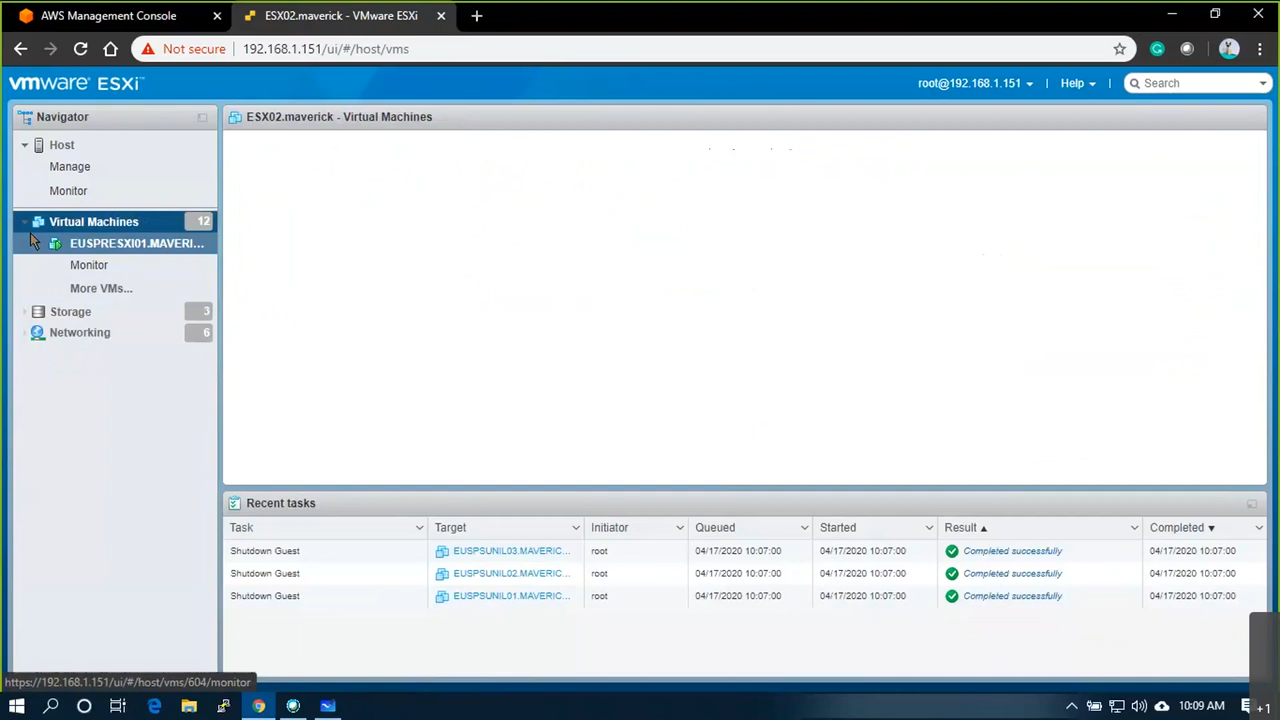 AWS Management Console
ESX02.maverick - VMware ESXi
Not secure
192.168.1.151/ui/#/host/vms
vmware ESXi™
root@192.168.1.151
Help
Search
Navigator
ESX02.maverick - Virtual Machines
Host
Manage
Monitor
Virtual Machines 12
EUSPRESXI01.MAVERI...
Monitor
More VMs...
Storage 3
Networking 6
Recent tasks
Task Target Initiator Queued Started Result Completed
Shutdown Guest EUSPSUNIL03.MAVERIC... root 04/17/2020 10:07:00 04/17/2020 10:07:00 Completed successfully 04/17/2020 10:07:00
Shutdown Guest EUSPSUNIL02.MAVERIC... root 04/17/2020 10:07:00 04/17/2020 10:07:00 Completed successfully 04/17/2020 10:07:00
Shutdown Guest EUSPSUNIL01.MAVERIC... root 04/17/2020 10:07:00 04/17/2020 10:07:00 Completed successfully 04/17/2020 10:07:00
https://192.168.1.151/ui/#/host/vms/604/monitor
10:09 AM
+1